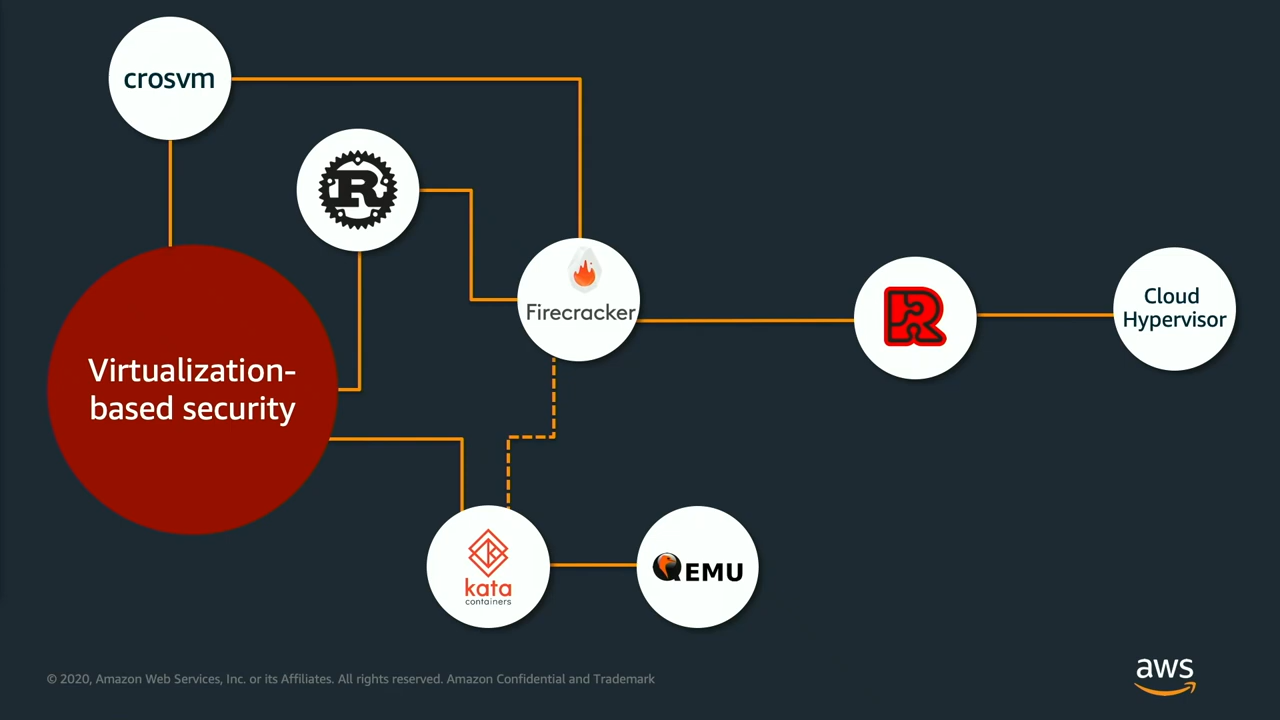 crosvm
R
Firecracker
R
Cloud
Hypervisor
Virtualization-
based security
kata
containers
QEMU
© 2020, Amazon Web Services, Inc. or its Affiliates. All rights reserved. Amazon Confidential and Trademark
aws